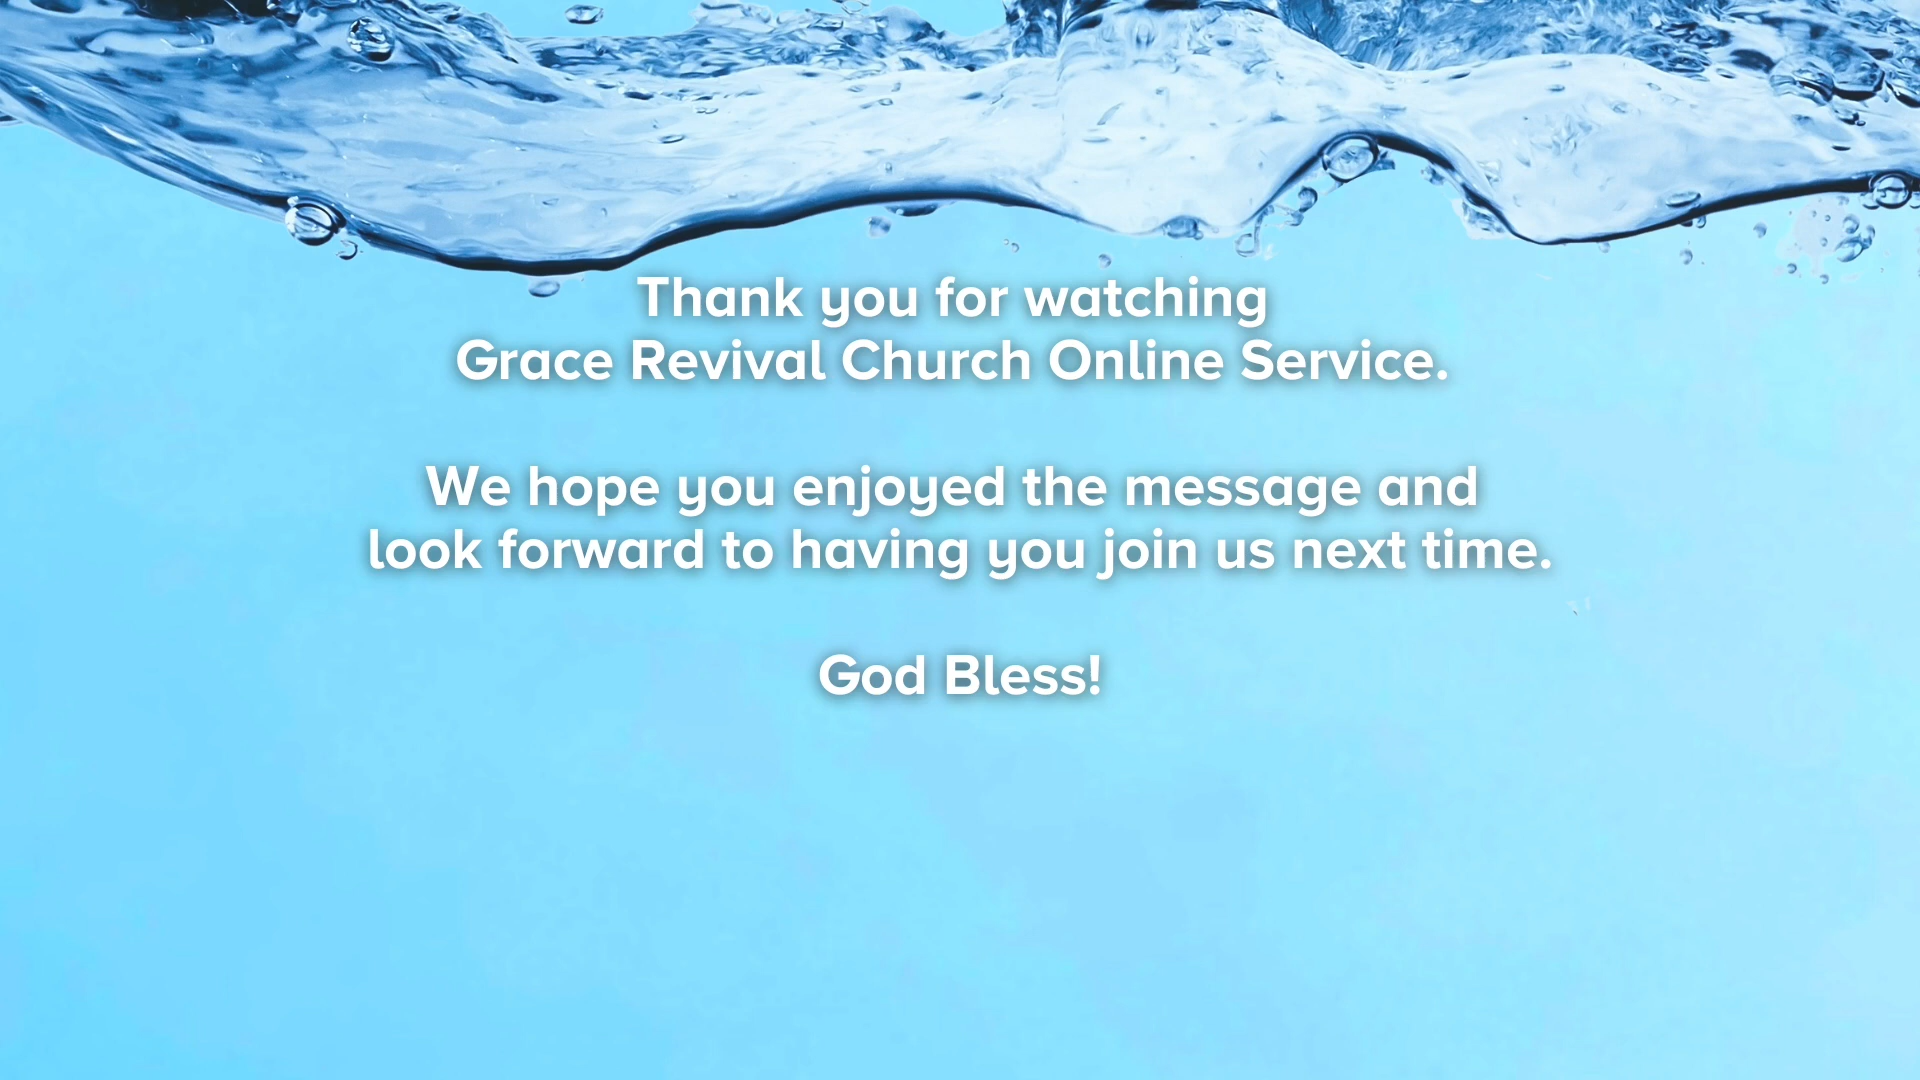 Thank you for watching
Grace Revival Church Online Service.
We hope you enjoyed the message and
look forward to having you join us next time.
God Bless!